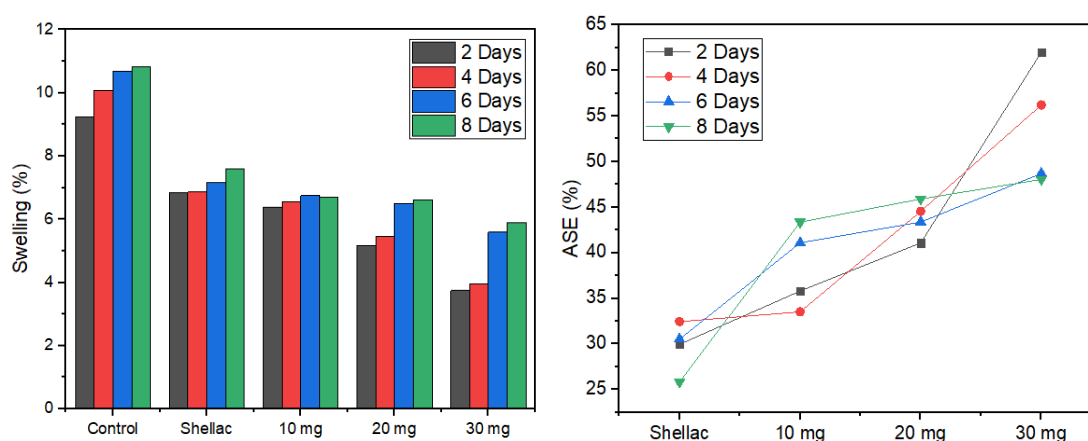 12
10
8
6
4
2
0
Swelling (%)
2 Days
4 Days
6 Days
8 Days
Control Shellac 10 mg 20 mg 30 mg
65
60
55
50
45
40
35
30
25
ASE (%)
2 Days
4 Days
6 Days
8 Days
Shellac 10 mg 20 mg 30 mg